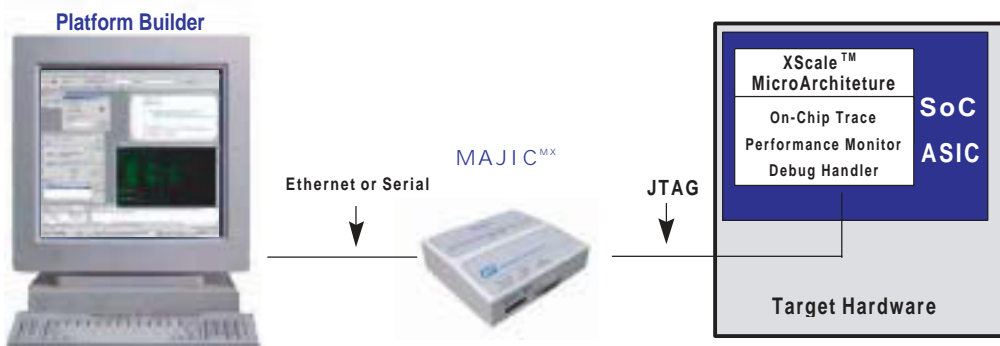 Platform Builder
Ethernet or Serial
MAJIC MX
JTAG
XScale™
MicroArchiteture
On-Chip Trace
Performance Monitor
Debug Handler
SoC
ASIC
Target Hardware